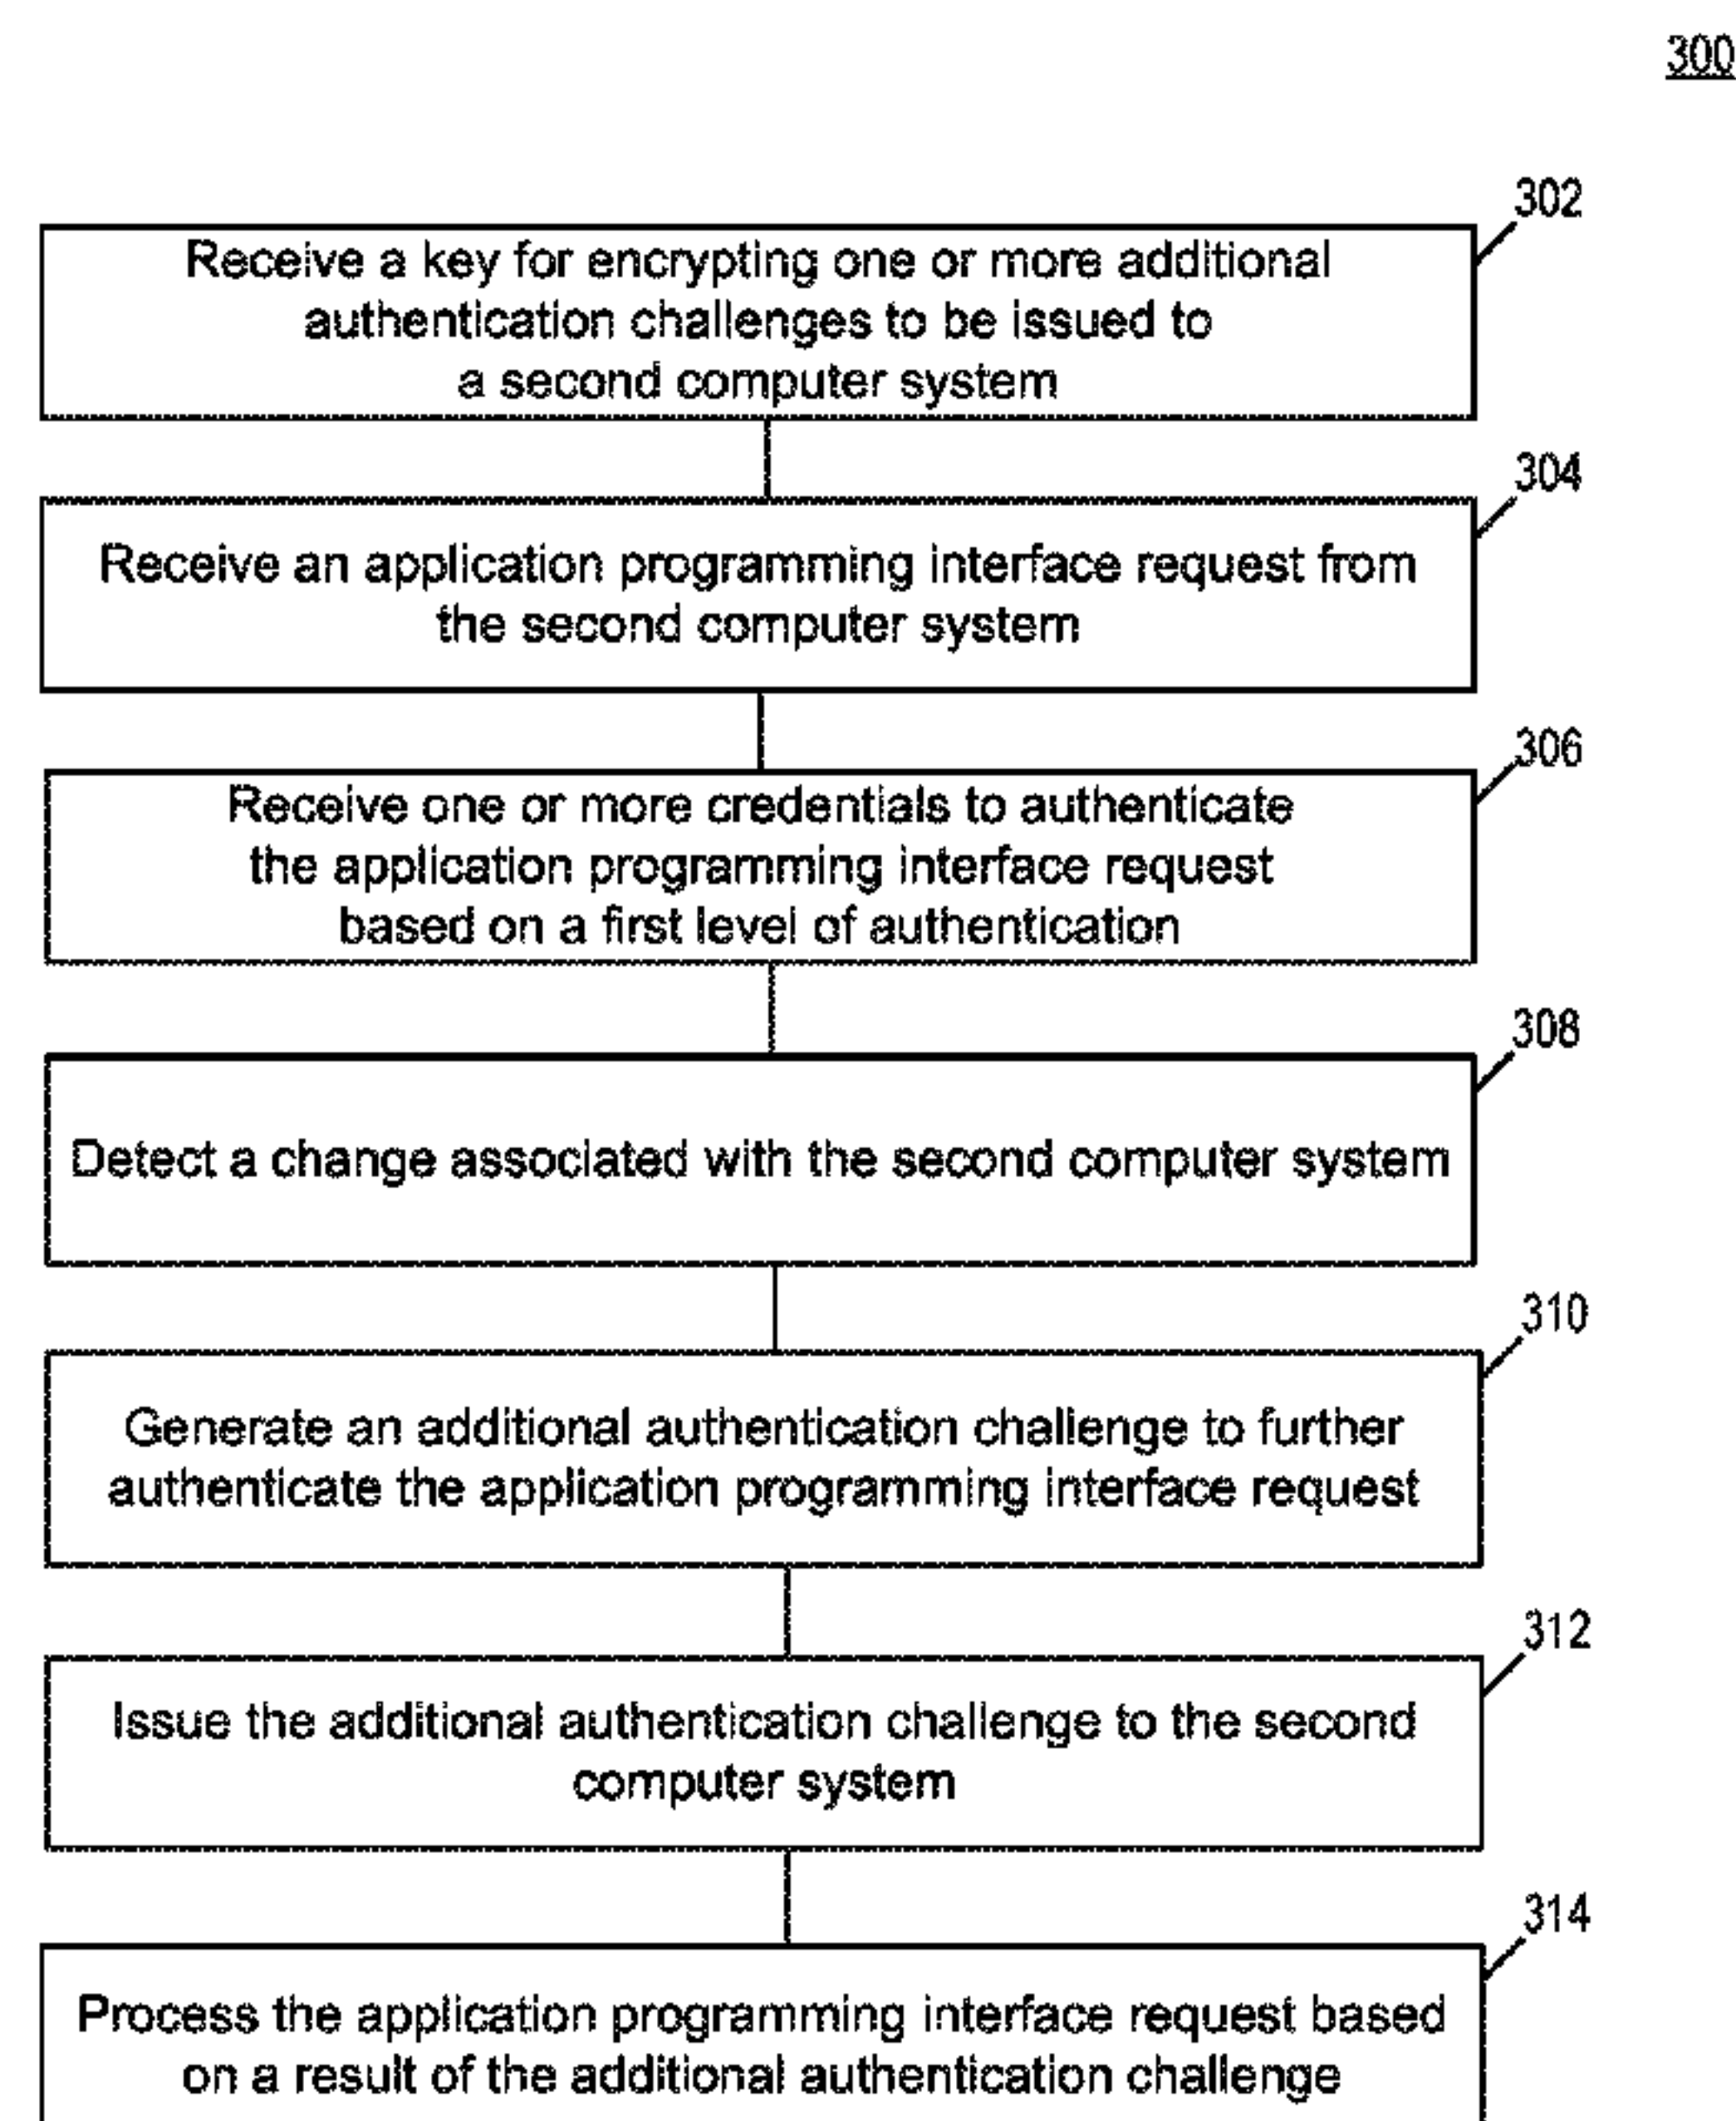 300
302
Receive a key for encrypting one or more additional
authentication challenges to be issued to
a second computer system
304
Receive an application programming interface request from
the second computer system
306
Receive one or more credentials to authenticate
the application programming interface request
based on a first level of authentication
308
Detect a change associated with the second computer system
310
Generate an additional authentication challenge to further
authenticate the application programming interface request
312
Issue the additional authentication challenge to the second
computer system
314
Process the application programming interface request based
on a result of the additional authentication challenge